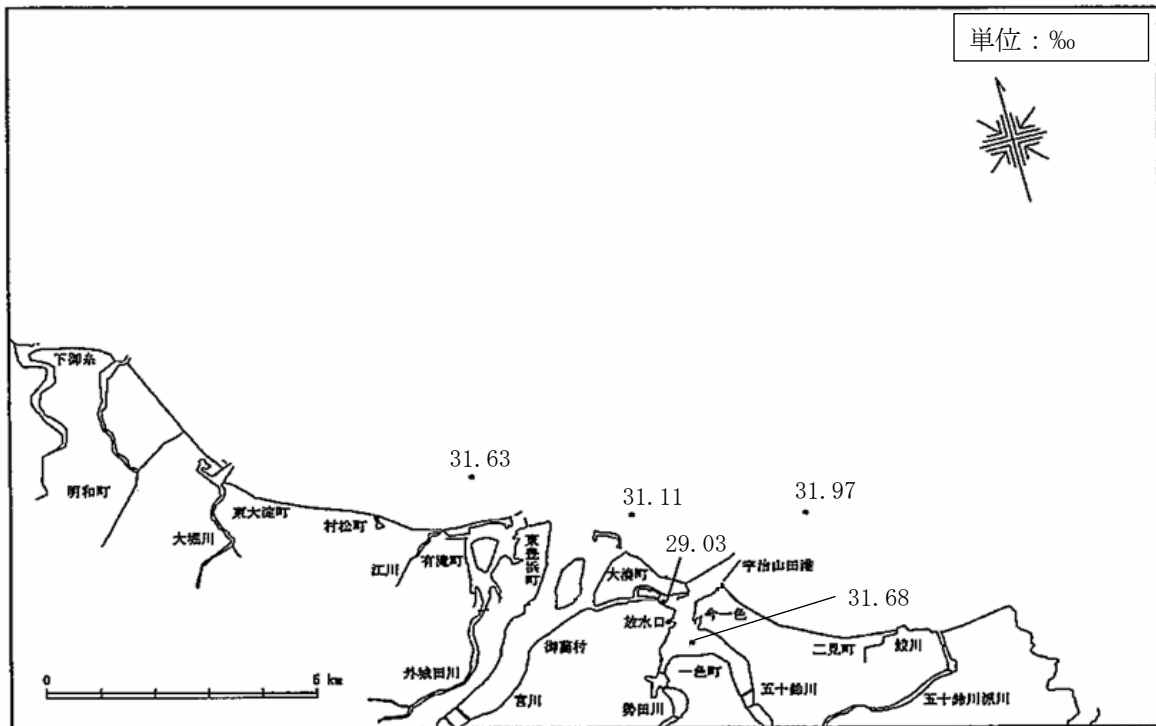 単位：‰
下御糸
31.63
明和町
31.11
31.97
東大淀町
村松町
大堀川
江川
有滝町
東豊浜町
大湊町
29.03
宇治山田港
31.68
放水口
今一色
御薗村
二見町
鮫川
一色町
外城田川
宮川
勢田川
五十鈴川
五十鈴川派川
0
6 km